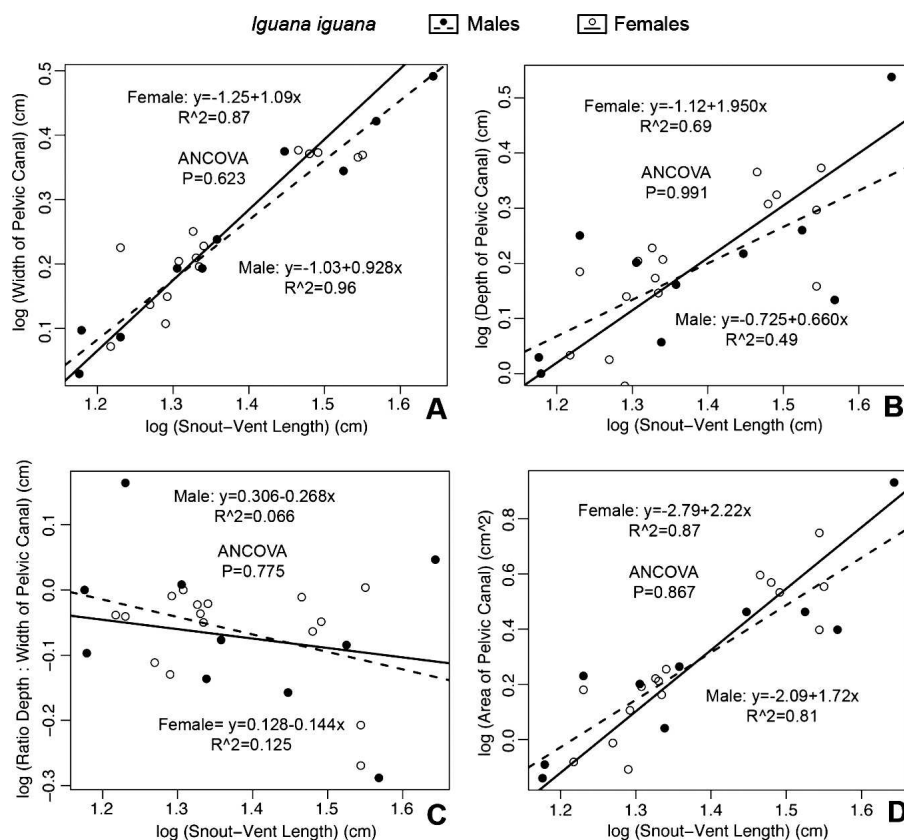 Iguana iguana Males Females
Female: y=-1.25+1.09x
R^2=0.87
ANCOVA
P=0.623
Male: y=-1.03+0.928x
R^2=0.96
0.1 0.2 0.3 0.4 0.5
log (Width of Pelvic Canal) (cm)
1.2 1.3 1.4 1.5 1.6
log (Snout-Vent Length) (cm)
A
Female: y=-1.12+1.950x
R^2=0.69
ANCOVA
P=0.991
Male: y=-0.725+0.660x
R^2=0.49
0.0 0.1 0.2 0.3 0.4 0.5
log (Depth of Pelvic Canal) (cm)
1.2 1.3 1.4 1.5 1.6
log (Snout-Vent Length) (cm)
B
Male: y=0.306-0.268x
R^2=0.066
ANCOVA
P=0.775
Female= y=0.128-0.144x
R^2=0.125
-0.3 -0.2 -0.1 0.0 0.1
log (Ratio Depth : Width of Pelvic Canal) (cm)
1.2 1.3 1.4 1.5 1.6
log (Snout-Vent Length) (cm)
C
Female: y=-2.79+2.22x
R^2=0.87
ANCOVA
P=0.867
Male: y=-2.09+1.72x
R^2=0.81
0.0 0.2 0.4 0.6 0.8
log (Area of Pelvic Canal) (cm^2)
1.2 1.3 1.4 1.5 1.6
log (Snout-Vent Length) (cm)
D